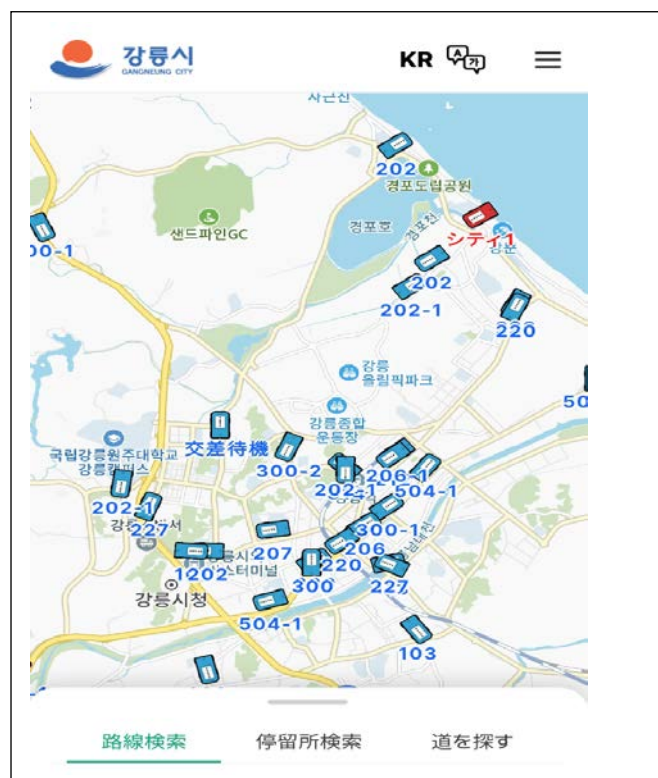 강릉시
GANGNEUNG CITY
KR
사근진
202
경포도립공원
샌드파인GC
경포호
경포천
シティ1
강문
00-1
202
202-1
220
강릉
올림픽파크
50
강릉종합
운동장
交差待機
국립강릉원주대학교
강릉캠퍼스
300-2
206-1
202-1
504-1
202-1
227
207
300-1
206
220
1202
300
227
강릉시청
504-1
103
路線検索
停留所検索
道を探す